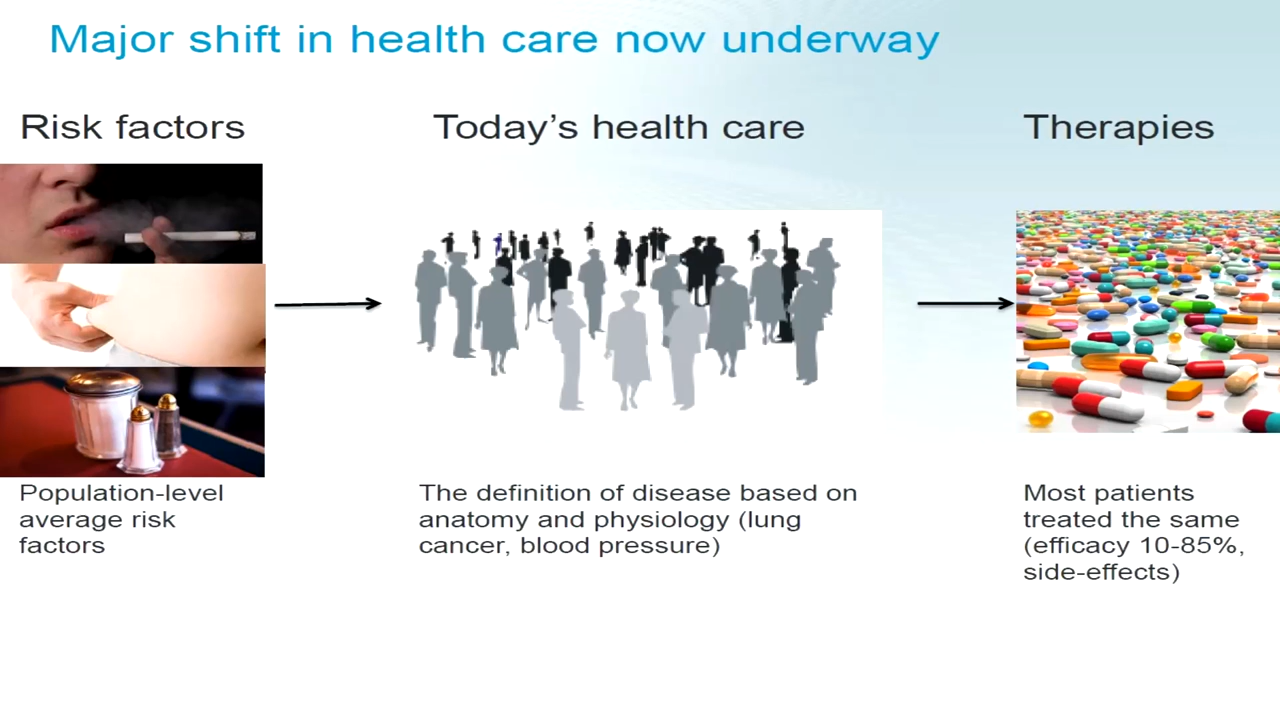 Major shift in health care now underway
Risk factors
Today's health care
Therapies
Population-level
average risk
factors
The definition of disease based on
anatomy and physiology (lung
cancer, blood pressure)
Most patients
treated the same
(efficacy 10-85%,
side-effects)